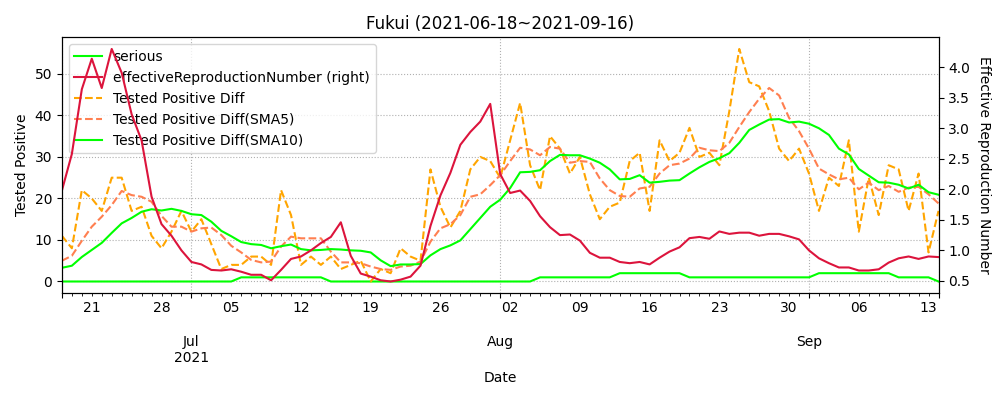 Fukui (2021-06-18~2021-09-16)
serious
effectiveReproductionNumber (right)
Tested Positive Diff
Tested Positive Diff(SMA5)
Tested Positive Diff(SMA10)
Tested Positive
50
40
30
20
10
0
4.0
3.5
3.0
2.5
2.0
1.5
1.0
0.5
Effective Reproduction Number
21 28 05 12 19 26 02 09 16 23 30 06 13
Jul Aug Sep
2021
Date